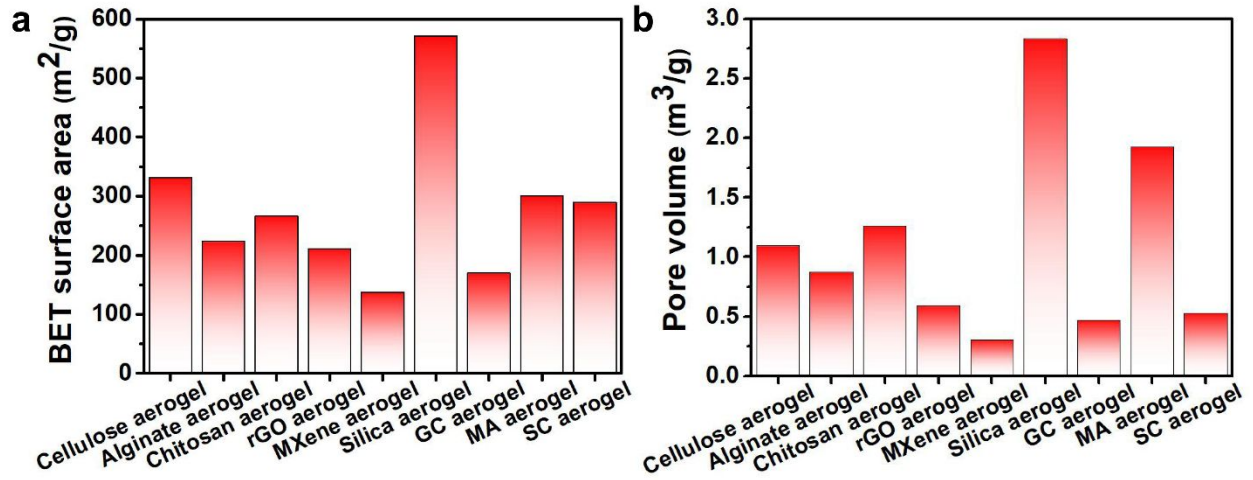 a
BET surface area (m²/g)
600
500
400
300
200
100
0
Cellulose aerogel
Alginate aerogel
Chitosan aerogel
rGO aerogel
MXene aerogel
Silica aerogel
GC aerogel
MA aerogel
SC aerogel
b
Pore volume (m³/g)
3.0
2.5
2.0
1.5
1.0
0.5
0.0
Cellulose aerogel
Alginate aerogel
Chitosan aerogel
rGO aerogel
MXene aerogel
Silica aerogel
GC aerogel
MA aerogel
SC aerogel